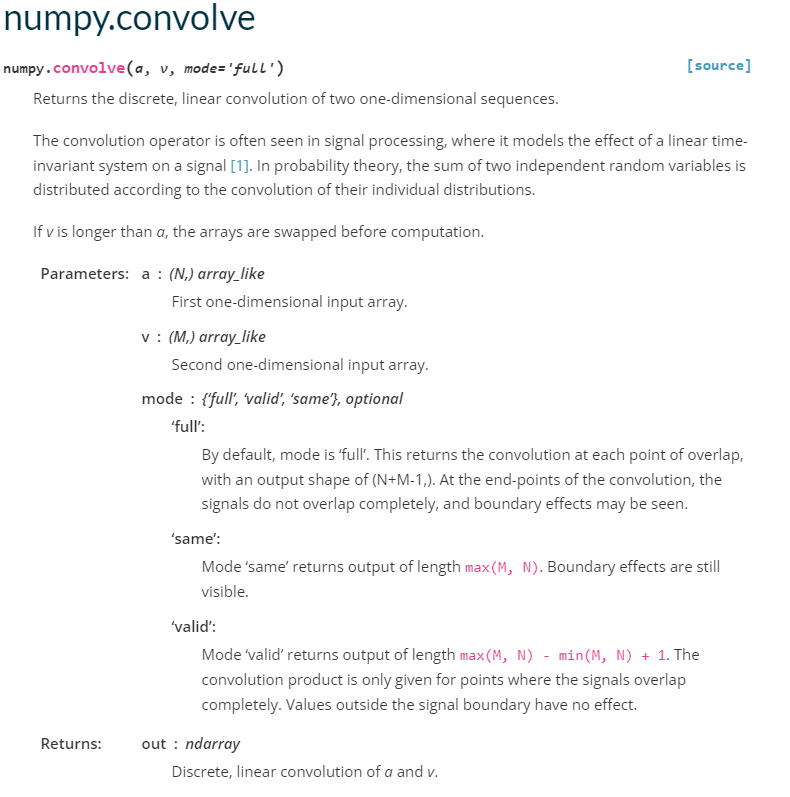 numpy.convolve
numpy.convolve(a, v, mode='full') [source]
Returns the discrete, linear convolution of two one-dimensional sequences.
The convolution operator is often seen in signal processing, where it models the effect of a linear time-
invariant system on a signal [1]. In probability theory, the sum of two independent random variables is
distributed according to the convolution of their individual distributions.
If v is longer than a, the arrays are swapped before computation.
Parameters: a : (N,) array_like
First one-dimensional input array.
v : (M,) array_like
Second one-dimensional input array.
mode : {‘full’, ‘valid’, ‘same’}, optional
‘full’:
By default, mode is ‘full’. This returns the convolution at each point of overlap,
with an output shape of (N+M-1,). At the end-points of the convolution, the
signals do not overlap completely, and boundary effects may be seen.
‘same’:
Mode ‘same’ returns output of length max(M, N). Boundary effects are still
visible.
‘valid’:
Mode ‘valid’ returns output of length max(M, N) - min(M, N) + 1. The
convolution product is only given for points where the signals overlap
completely. Values outside the signal boundary have no effect.
Returns: out : ndarray
Discrete, linear convolution of a and v.